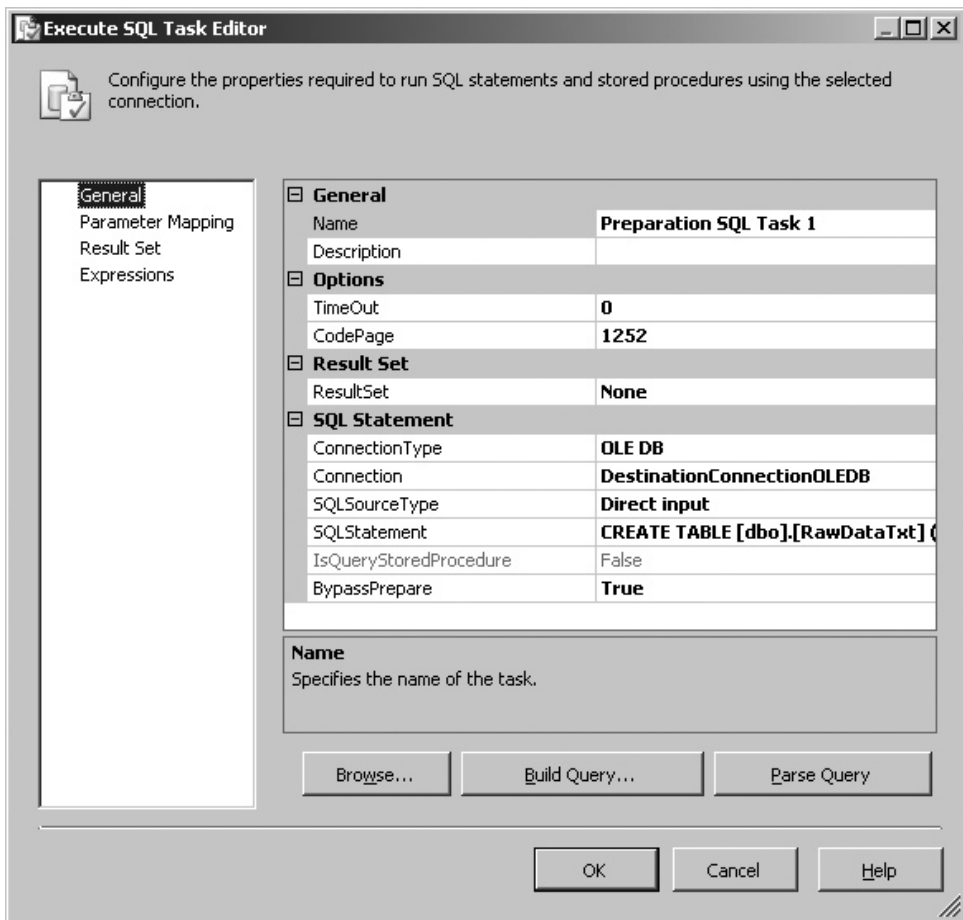 Execute SQL Task Editor
Configure the properties required to run SQL statements and stored procedures using the selected
connection.
General
Parameter Mapping
Result Set
Expressions
General
Name Preparation SQL Task 1
Description
Options
TimeOut 0
CodePage 1252
Result Set
ResultSet None
SQL Statement
ConnectionType OLE DB
Connection DestinationConnectionOLEDB
SQLSourceType Direct input
SQLStatement CREATE TABLE [dbo].[RawDataTxt] (
IsQueryStoredProcedure False
BypassPrepare True
Name
Specifies the name of the task.
Browse... Build Query... Parse Query
OK Cancel Help